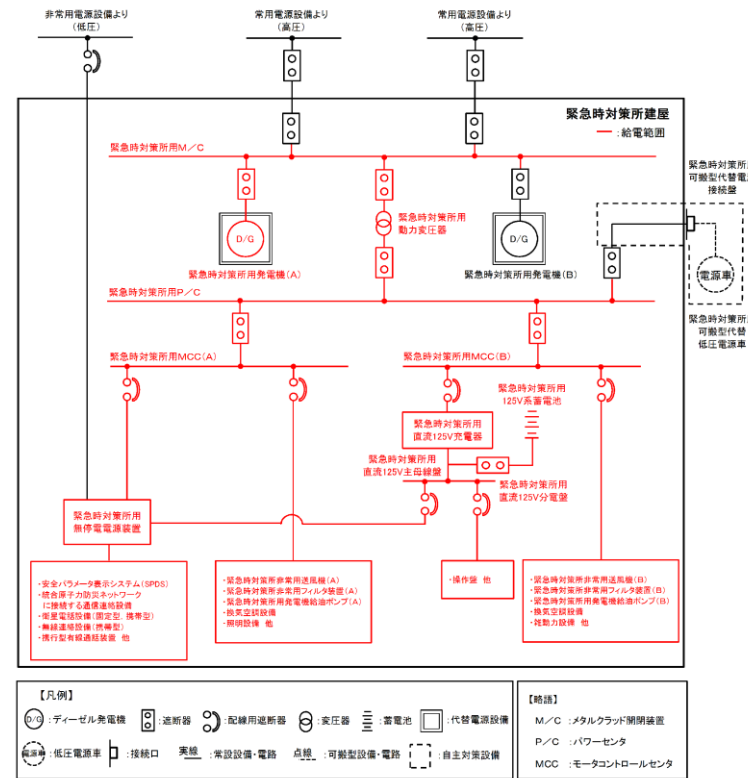 非常用電源設備より
(低圧)
常用電源設備より
(高圧)
常用電源設備より
(高圧)
緊急時対策所建屋
:給電範囲
緊急時対策所用M/C
緊急時対策所
可搬型代替電
接続盤
緊急時対策所用
動力変圧器
D/G
D/G
緊急時対策所用発電機(A)
緊急時対策所用発電機(B)
電源車
緊急時対策所用P/C
緊急時対策所
可搬型代替
低圧電源車
緊急時対策所用MCC(A)
緊急時対策所用MCC(B)
緊急時対策所用
125V系蓄電池
緊急時対策所用
直流125V充電器
緊急時対策所用
直流125V主母線盤
緊急時対策所用
直流125V分電盤
緊急時対策所用
無停電電源装置
・安全パラメータ表示システム(SPDS)
・統合原子力防災ネットワーク
に接続する通信連絡設備
・衛星電話設備(固定型、携帯型)
・無線連絡設備(携帯型)
・携行型有線通話装置 他
・緊急時対策所非常用送風機(A)
・緊急時対策所非常用フィルタ装置(A)
・緊急時対策所用発電機給油ポンプ(A)
・換気空調設備
・照明設備 他
・操作盤 他
・緊急時対策所非常用送風機(B)
・緊急時対策所非常用フィルタ装置(B)
・緊急時対策所用発電機給油ポンプ(B)
・換気空調設備
・雑動力設備 他
【凡例】
D/G :ディーゼル発電機 :遮断器 :配線用遮断器 :変圧器 :蓄電池 :代替電源設備
電源車 :低圧電源車 :接続口 実線 :常設設備・電路 点線 :可搬型設備・電路 :自主対策設備
【略語】
M/C :メタルクラッド開閉装置
P/C :パワーセンタ
MCC :モータコントロールセンタ